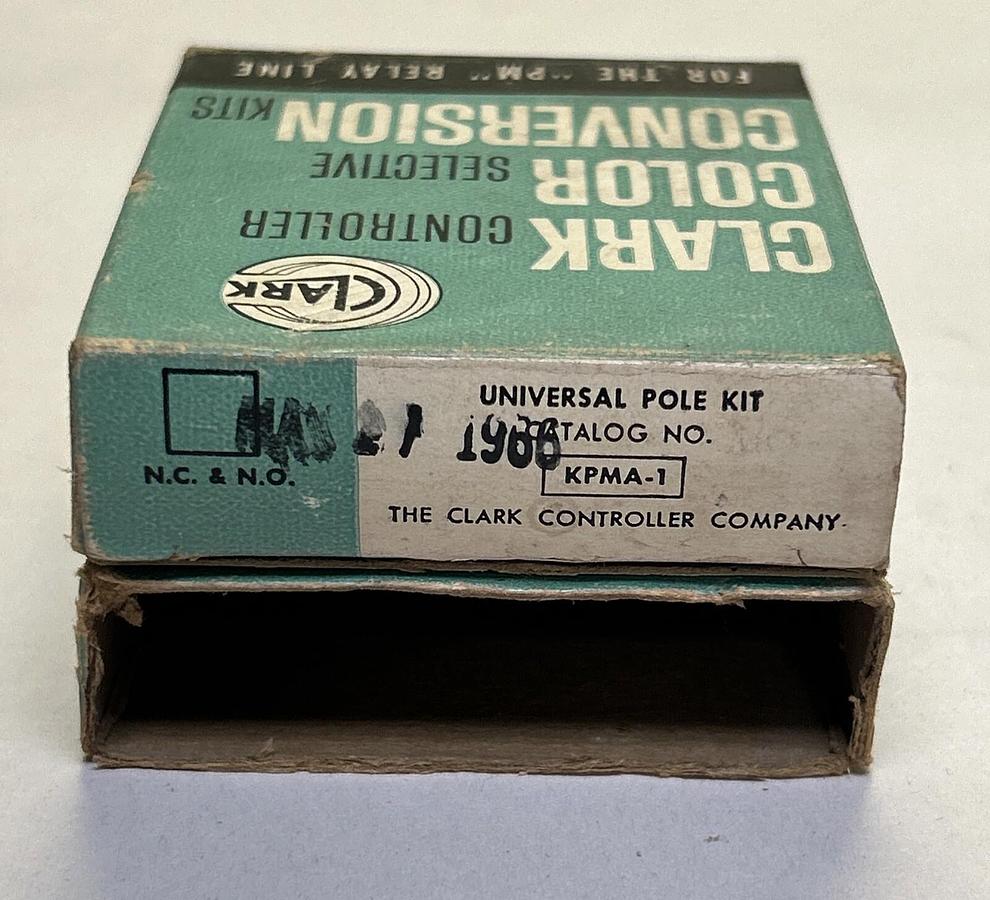 FOR THE "PM" RELAY LINE
CLARK CONTROLLER
COLOR SELECTIVE
CONVERSION KITS
CLARK
N.C. & N.O.
UNIVERSAL POLE KIT
CATALOG NO.
KPMA-1
THE CLARK CONTROLLER COMPANY
1966